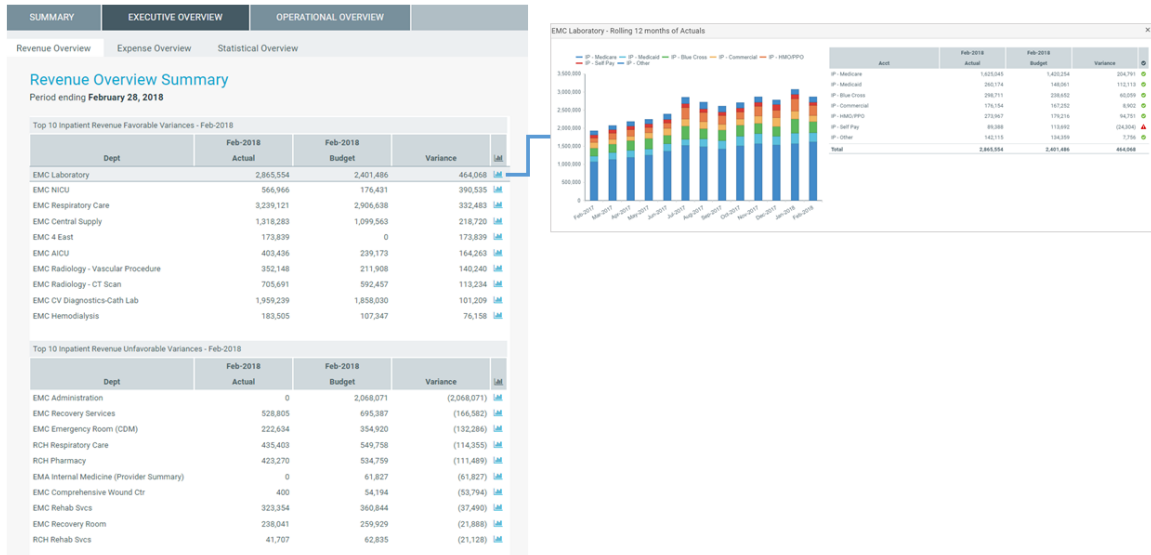 SUMMARY EXECUTIVE OVERVIEW OPERATIONAL OVERVIEW
Revenue Overview Expense Overview Statistical Overview
Revenue Overview Summary
Period ending February 28, 2018
Top 10 Inpatient Revenue Favorable Variances - Feb-2018
Feb-2018 Feb-2018
Dept Actual Budget Variance
EMC Laboratory 2,865,554 2,401,486 464,068
EMC NICU 566,966 176,431 390,535
EMC Respiratory Care 3,239,121 2,906,638 332,483
EMC Central Supply 1,318,283 1,099,563 218,720
EMC 4 East 173,839 0 173,839
EMC AICU 403,436 239,173 164,263
EMC Radiology - Vascular Procedure 352,148 211,908 140,240
EMC Radiology - CT Scan 705,691 592,457 113,234
EMC CV Diagnostics-Cath Lab 1,959,239 1,858,030 101,209
EMC Hemodialysis 183,505 107,347 76,158
Top 10 Inpatient Revenue Unfavorable Variances - Feb-2018
Feb-2018 Feb-2018
Dept Actual Budget Variance
EMC Administration 0 2,068,071 (2,068,071)
EMC Recovery Services 528,805 695,387 (166,582)
EMC Emergency Room (CDM) 222,634 354,920 (132,286)
RCH Respiratory Care 435,403 549,758 (114,355)
RCH Pharmacy 423,270 534,759 (111,489)
EMA Internal Medicine (Provider Summary) 0 61,827 (61,827)
EMC Comprehensive Wound Ctr 400 54,194 (53,794)
EMC Rehab Svcs 323,354 360,844 (37,490)
EMC Recovery Room 238,041 259,929 (21,888)
RCH Rehab Svcs 41,707 62,835 (21,128)
EMC Laboratory - Rolling 12 months of Actuals ×
IP - Medicare IP - Medicaid IP - Blue Cross IP - Commercial IP - HMO/PPO
IP - Self Pay IP - Other
3,500,000
3,000,000
2,500,000
2,000,000
1,500,000
1,000,000
500,000
0
Feb-2017 Mar-2017 Apr-2017 May-2017 Jun-2017 Jul-2017 Aug-2017 Sep-2017 Oct-2017 Nov-2017 Dec-2017 Jan-2018 Feb-2018
Feb-2018 Feb-2018
Acct Actual Budget Variance
IP - Medicare 1,625,045 1,420,254 204,791
IP - Medicaid 260,174 148,061 112,113
IP - Blue Cross 298,711 238,652 60,059
IP - Commercial 176,154 167,252 8,902
IP - HMO/PPO 273,967 179,216 94,751
IP - Self Pay 89,388 113,692 (24,304)
IP - Other 142,115 134,359 7,756
Total 2,865,554 2,401,486 464,068